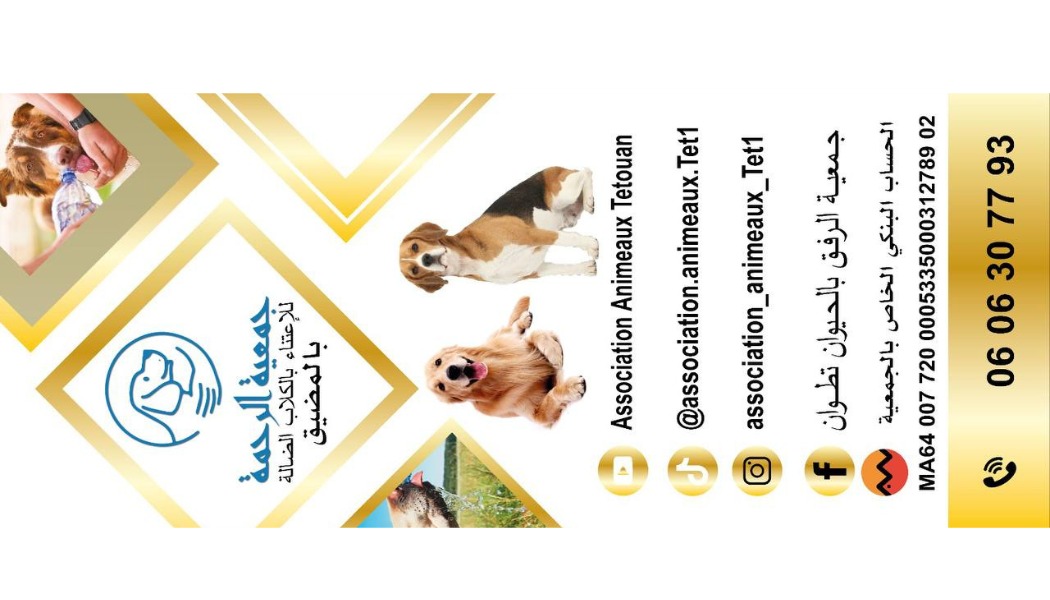 جمعية الرحمة
للإعتناء بالكلاب الضالة
بالمضيق
Association Animeaux Tetouan
@association.animeaux.Tet1
association_animeaux_Tet1
جمعية الرفق بالحيوان تطوان
الحساب البنكي الخاص بالجمعية
MA64 007 720 0005335000312789 02
06 06 30 77 93